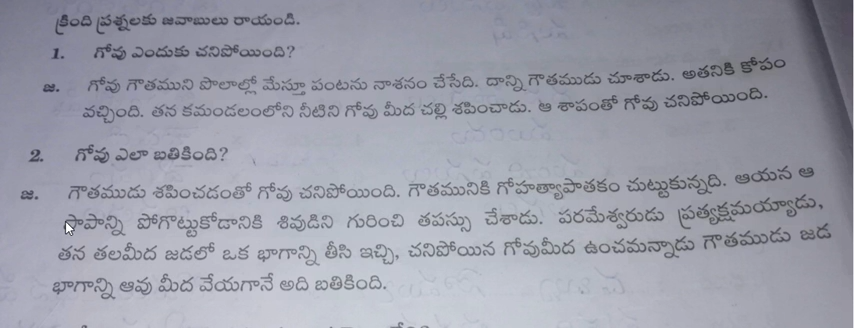 క్రింది ప్రశ్నలకు జవాబులు రాయండి.
1. గోవు ఎందుకు చనిపోయింది?
జ. గోవు గౌతముని పొలాల్లో మేస్తూ పంటను నాశనం చేసేది. దాన్ని గౌతముడు చూశాడు. అతనికి కోపం
వచ్చింది. తన కమండలంలోని నీటిని గోవు మీద చల్లి శపించాడు. ఆ శాపంతో గోవు చనిపోయింది.
2. గోవు ఎలా బతికింది?
జ. గౌతముడు శపించడంతో గోవు చనిపోయింది. గౌతమునికి గోహత్యాపాతకం చుట్టుకున్నది. ఆయన ఆ
పాపాన్ని పోగొట్టుకోడానికి శివుడిని గురించి తపస్సు చేశాడు. పరమేశ్వరుడు ప్రత్యక్షమయ్యాడు,
తన తలమీద జడలో ఒక భాగాన్ని తీసి ఇచ్చి, చనిపోయిన గోవుమీద ఉంచమన్నాడు గౌతముడు జడ
భాగాన్ని ఆవు మీద వేయగానే అది బతికింది.